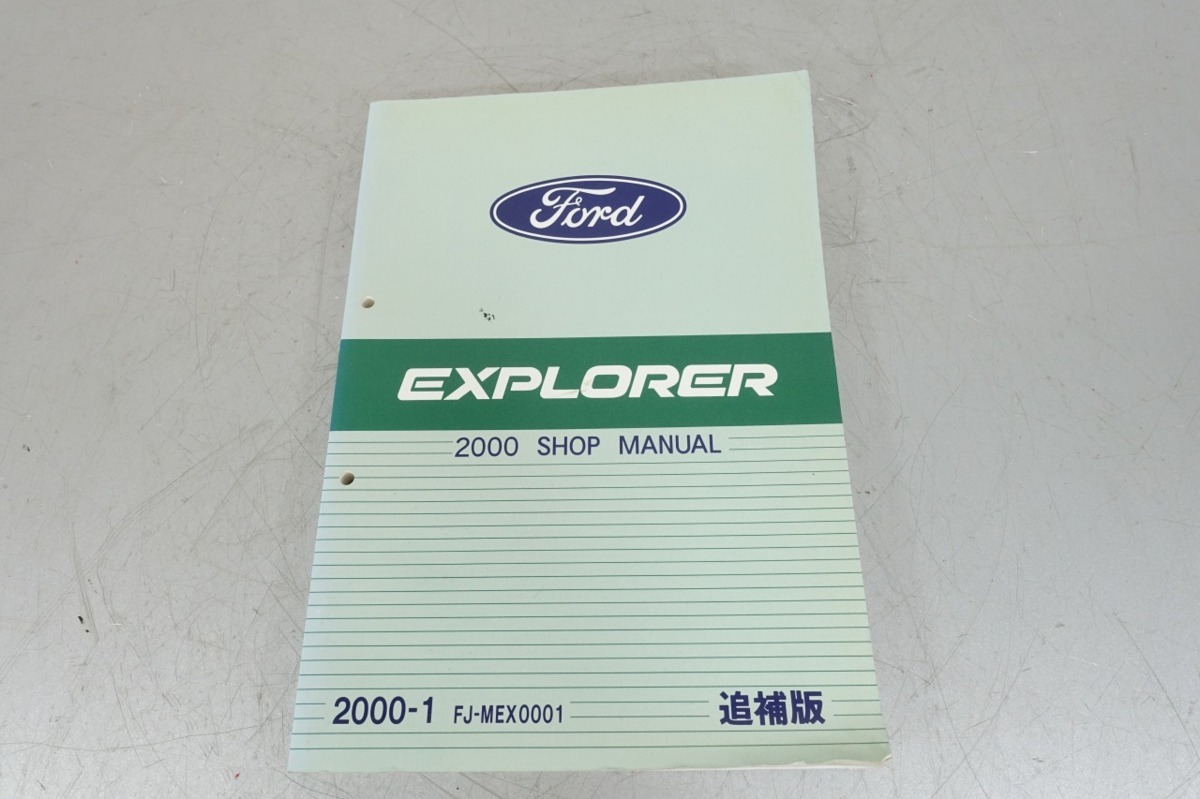 Ford
EXPLORER
2000 SHOP MANUAL
2000-1 FJ-MEX0001 追補版